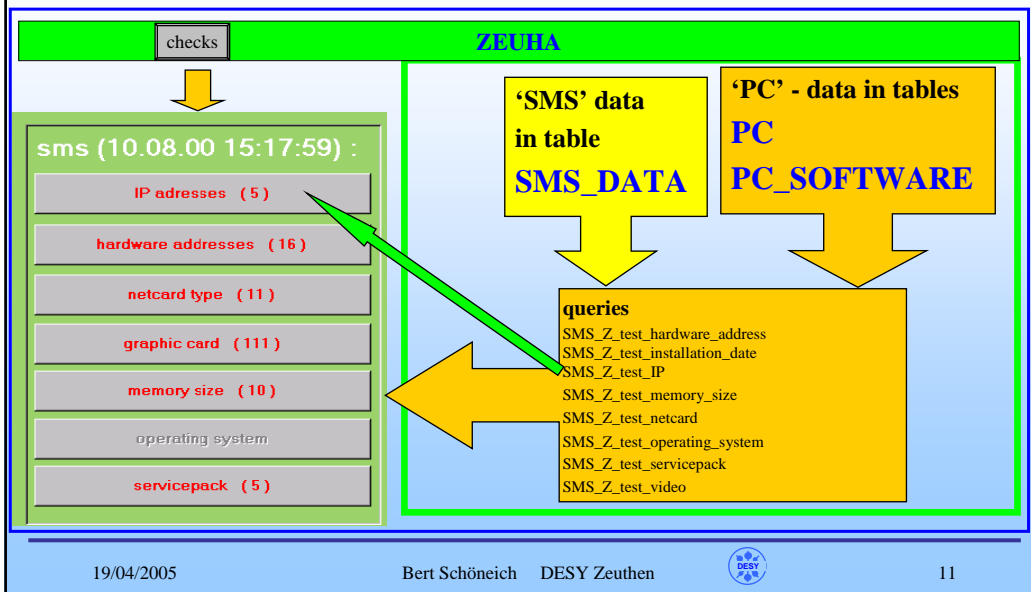 checks
ZEUHA
sms (10.08.00 15:17:59) :
IP adresses (5)
hardware addresses (16)
netcard type (11)
graphic card (111)
memory size (10)
operating system
servicepack (5)
‘SMS’ data
in table
SMS_DATA
‘PC’ - data in tables
PC
PC_SOFTWARE
queries
SMS_Z_test_hardware_address
SMS_Z_test_installation_date
SMS_Z_test_IP
SMS_Z_test_memory_size
SMS_Z_test_netcard
SMS_Z_test_operating_system
SMS_Z_test_servicepack
SMS_Z_test_video
19/04/2005
Bert Schöneich DESY Zeuthen
DESY
11